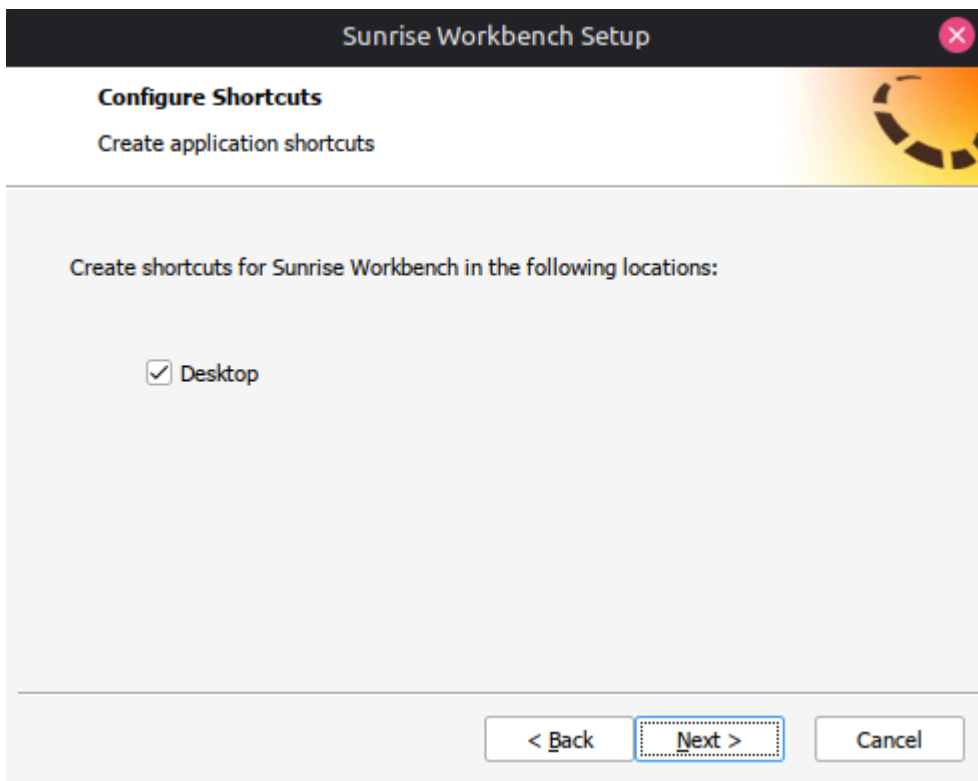 Sunrise Workbench Setup
Configure Shortcuts
Create application shortcuts
Create shortcuts for Sunrise Workbench in the following locations:
Desktop
< Back Next > Cancel